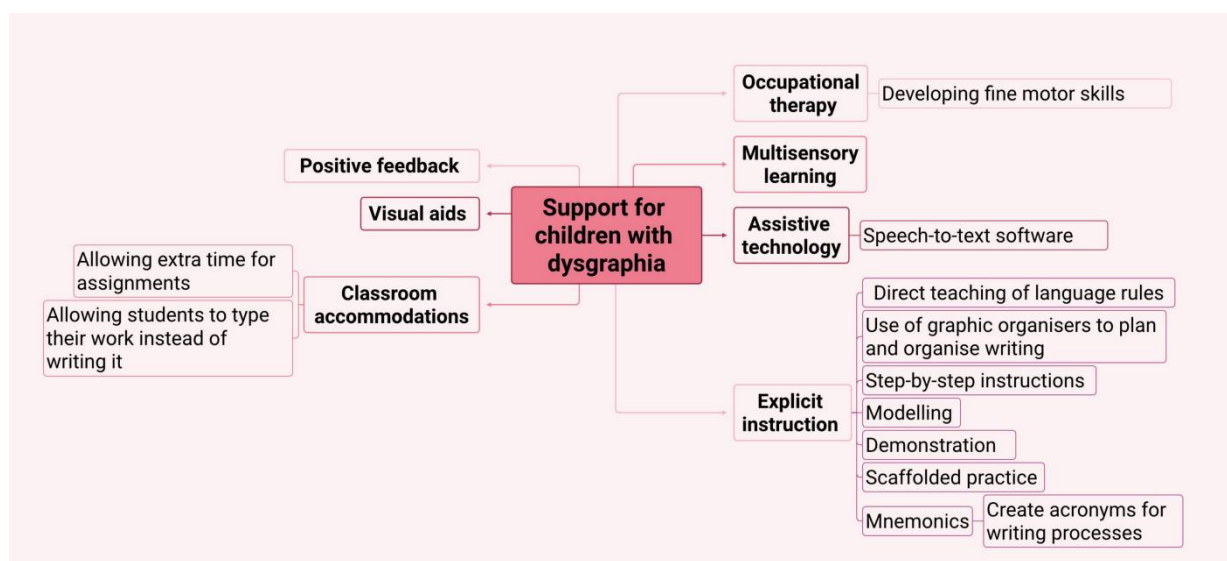 Support for
children with
dysgraphia
Occupational
therapy
Developing fine motor skills
Multisensory
learning
Assistive
technology
Speech-to-text software
Explicit
instruction
Direct teaching of language rules
Use of graphic organisers to plan
and organise writing
Step-by-step instructions
Modelling
Demonstration
Scaffolded practice
Mnemonics
Create acronyms for
writing processes
Positive feedback
Visual aids
Classroom
accommodations
Allowing extra time for
assignments
Allowing students to type
their work instead of
writing it